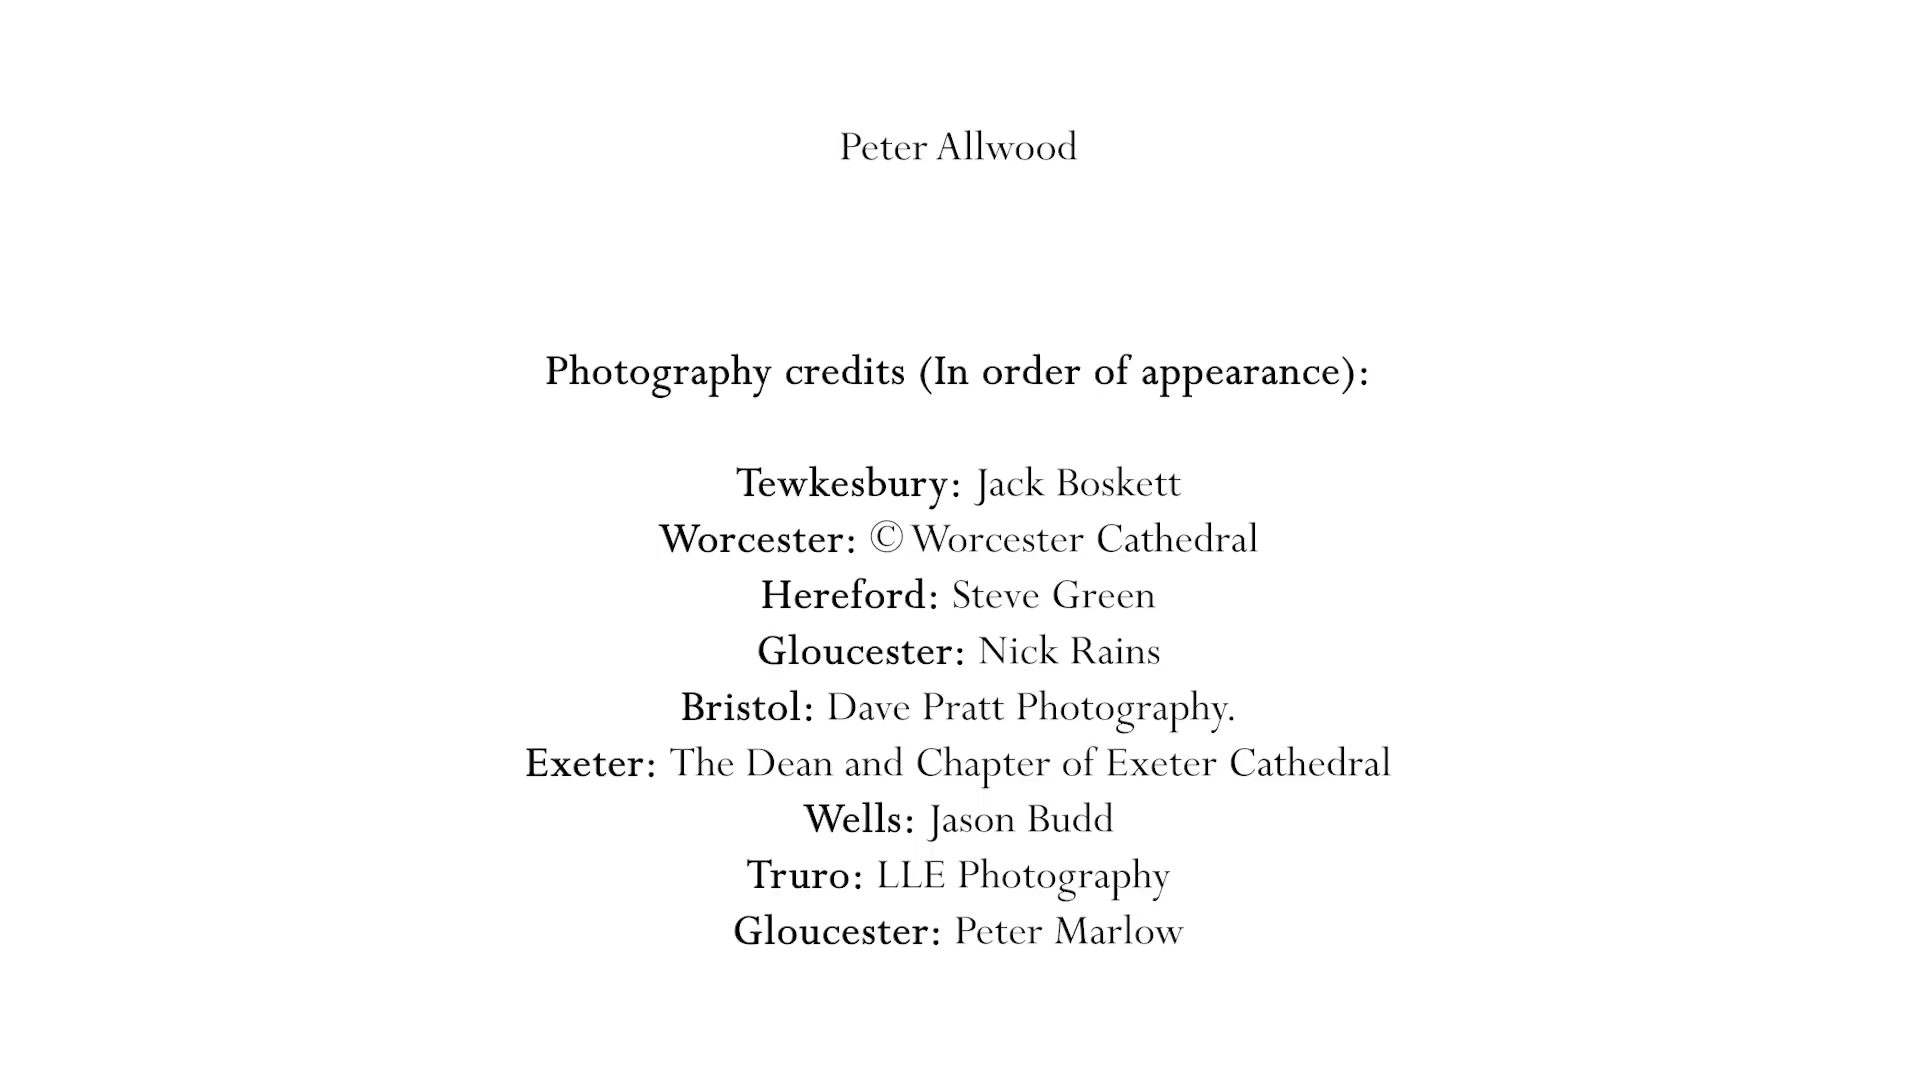 Peter Allwood
Photography credits (In order of appearance):
Tewkesbury: Jack Boskett
Worcester: © Worcester Cathedral
Hereford: Steve Green
Gloucester: Nick Rains
Bristol: Dave Pratt Photography.
Exeter: The Dean and Chapter of Exeter Cathedral
Wells: Jason Budd
Truro: LLE Photography
Gloucester: Peter Marlow